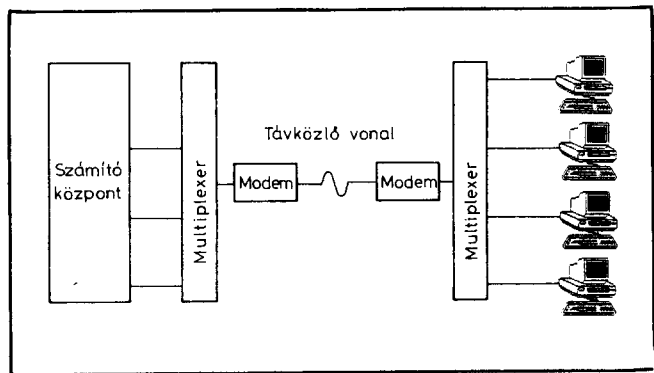 Távközlő vonal
Számító
központ
Multiplexer
Modem
Modem
Multiplexer